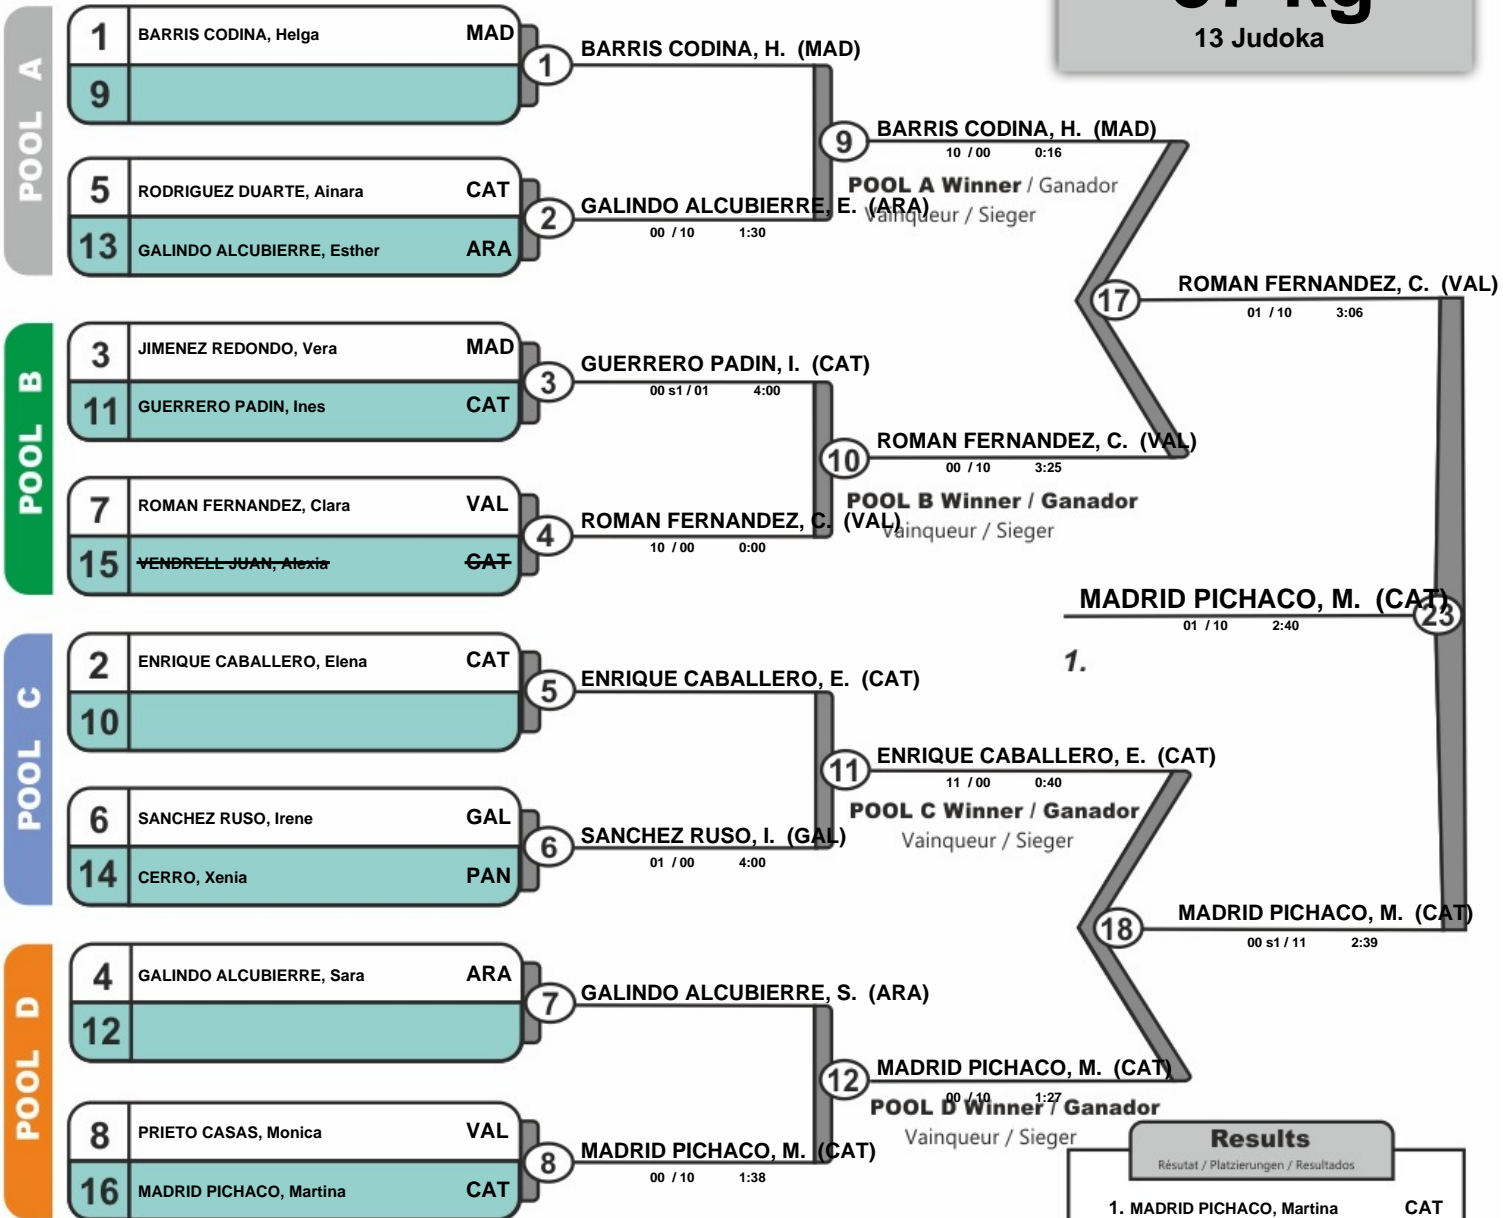 13 Judoka
POOL A
1 BARRIS CODINA, Helga MAD
9
5 RODRIGUEZ DUARTE, Ainara CAT
13 GALINDO ALCUBIERRE, Esther ARA
1 BARRIS CODINA, H. (MAD)
2 GALINDO ALCUBIERRE, E. (ARA)
00 / 10 1:30
9 BARRIS CODINA, H. (MAD)
10 / 00 0:16
POOL A Winner / Ganador
Vainqueur / Sieger
POOL B
3 JIMENEZ REDONDO, Vera MAD
11 GUERRERO PADIN, Ines CAT
7 ROMAN FERNANDEZ, Clara VAL
15 VENDRELL JUAN, Alexia CAT
3 GUERRERO PADIN, I. (CAT)
00 s1 / 01 4:00
4 ROMAN FERNANDEZ, C. (VAL)
10 / 00 0:00
10 ROMAN FERNANDEZ, C. (VAL)
00 / 10 3:25
POOL B Winner / Ganador
Vainqueur / Sieger
17 ROMAN FERNANDEZ, C. (VAL)
01 / 10 3:06
MADRID PICHACO, M. (CAT) 23
01 / 10 2:40
1.
POOL C
2 ENRIQUE CABALLERO, Elena CAT
10
6 SANCHEZ RUSO, Irene GAL
14 CERRO, Xenia PAN
5 ENRIQUE CABALLERO, E. (CAT)
6 SANCHEZ RUSO, I. (GAL)
01 / 00 4:00
11 ENRIQUE CABALLERO, E. (CAT)
11 / 00 0:40
POOL C Winner / Ganador
Vainqueur / Sieger
POOL D
4 GALINDO ALCUBIERRE, Sara ARA
12
8 PRIETO CASAS, Monica VAL
16 MADRID PICHACO, Martina CAT
7 GALINDO ALCUBIERRE, S. (ARA)
8 MADRID PICHACO, M. (CAT)
00 / 10 1:38
12 MADRID PICHACO, M. (CAT)
00 / 10 1:27
POOL D Winner / Ganador
Vainqueur / Sieger
18 MADRID PICHACO, M. (CAT)
00 s1 / 11 2:39
Results
Résutat / Platzierungen / Resultados
1. MADRID PICHACO, Martina CAT